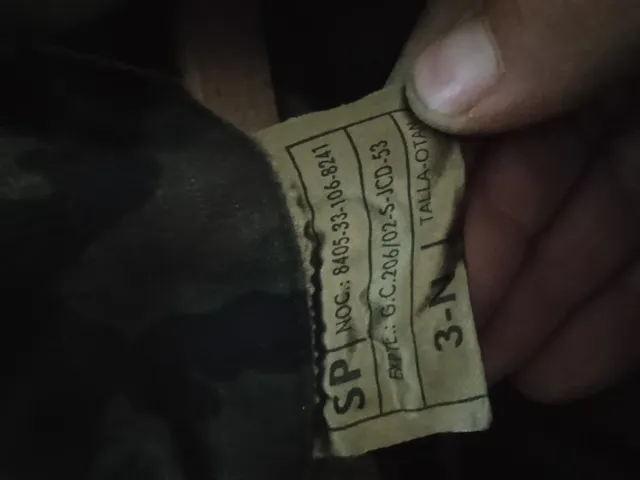 SP NOC.: 8405-33-106-8241
EXPTE.: G.C.206/02-S-JCD-53
3-N TALLA-OTAN